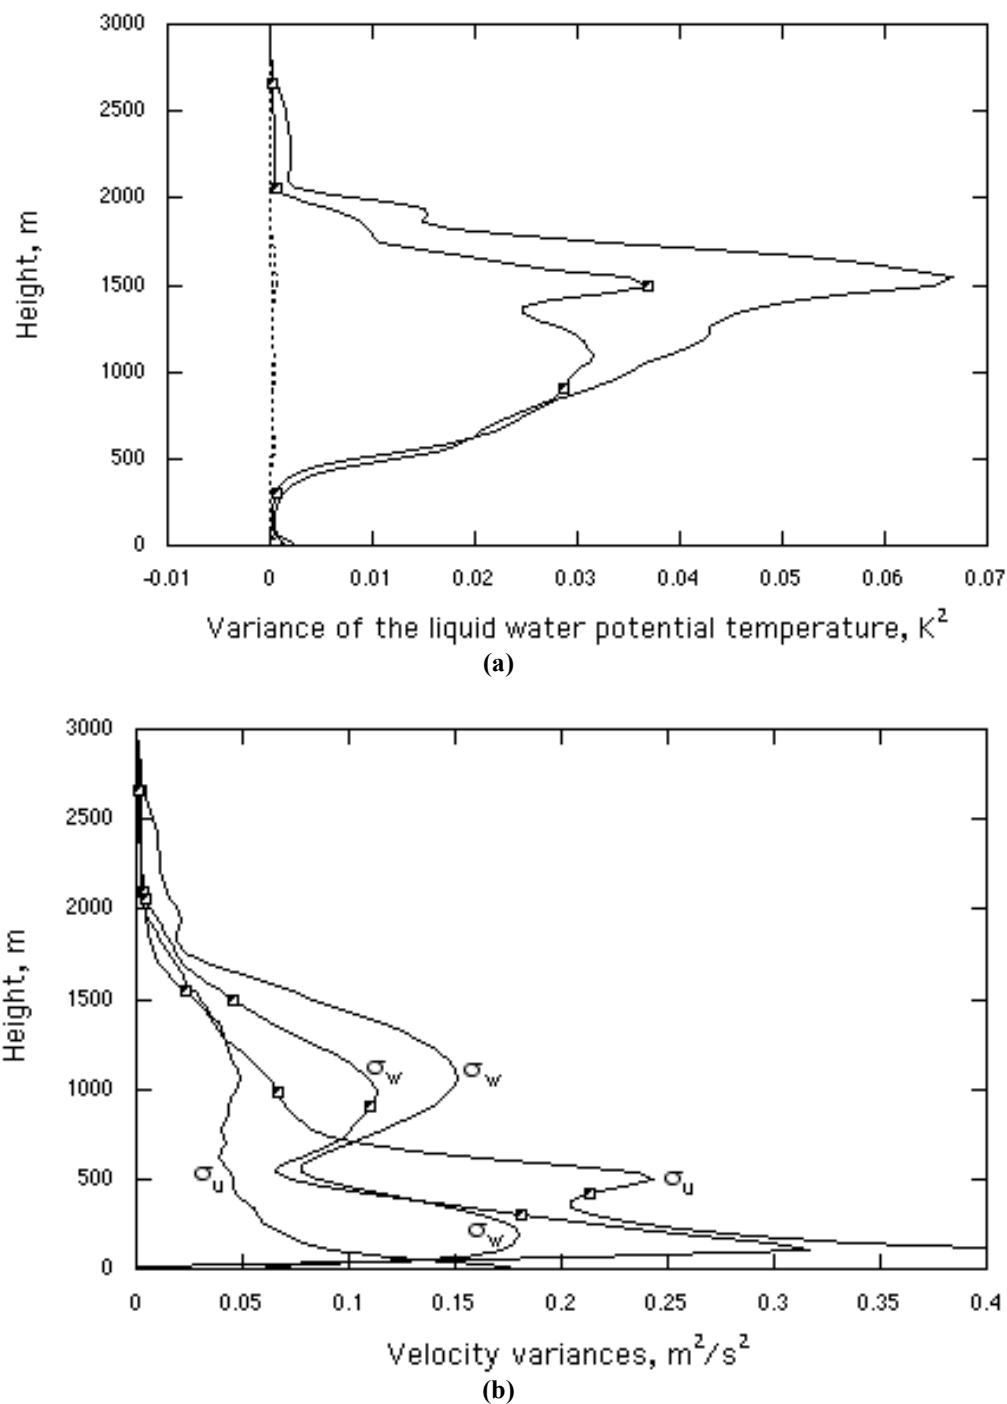 3000
2500
2000
1500
1000
500
0
Height, m
-0.01 0 0.01 0.02 0.03 0.04 0.05 0.06 0.07
Variance of the liquid water potential temperature, K²
(a)
3000
2500
2000
1500
1000
500
0
Height, m
σw σw
σu σu
σw
0 0.05 0.1 0.15 0.2 0.25 0.3 0.35 0.4
Velocity variances, m²/s²
(b)